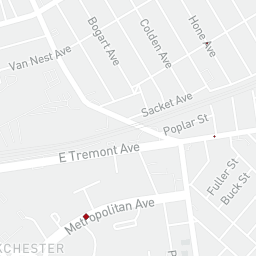 Bogart Ave
Colden Ave
Hone Ave
Van Nest Ave
Sacket Ave
Poplar St
E Tremont Ave
Fuller St
Buck St
Metropolitan Ave
KCHESTER
P